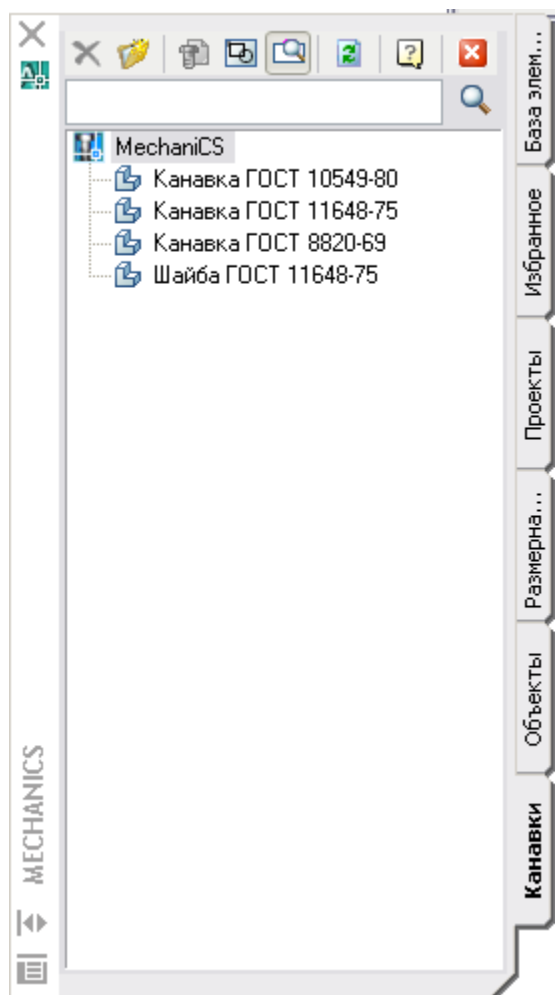 MechaniCS
Канавка ГОСТ 10549-80
Канавка ГОСТ 11648-75
Канавка ГОСТ 8820-69
Шайба ГОСТ 11648-75
База элем...
Избранное
Проекты
Размерна...
Объекты
Канавки
MECHANICS